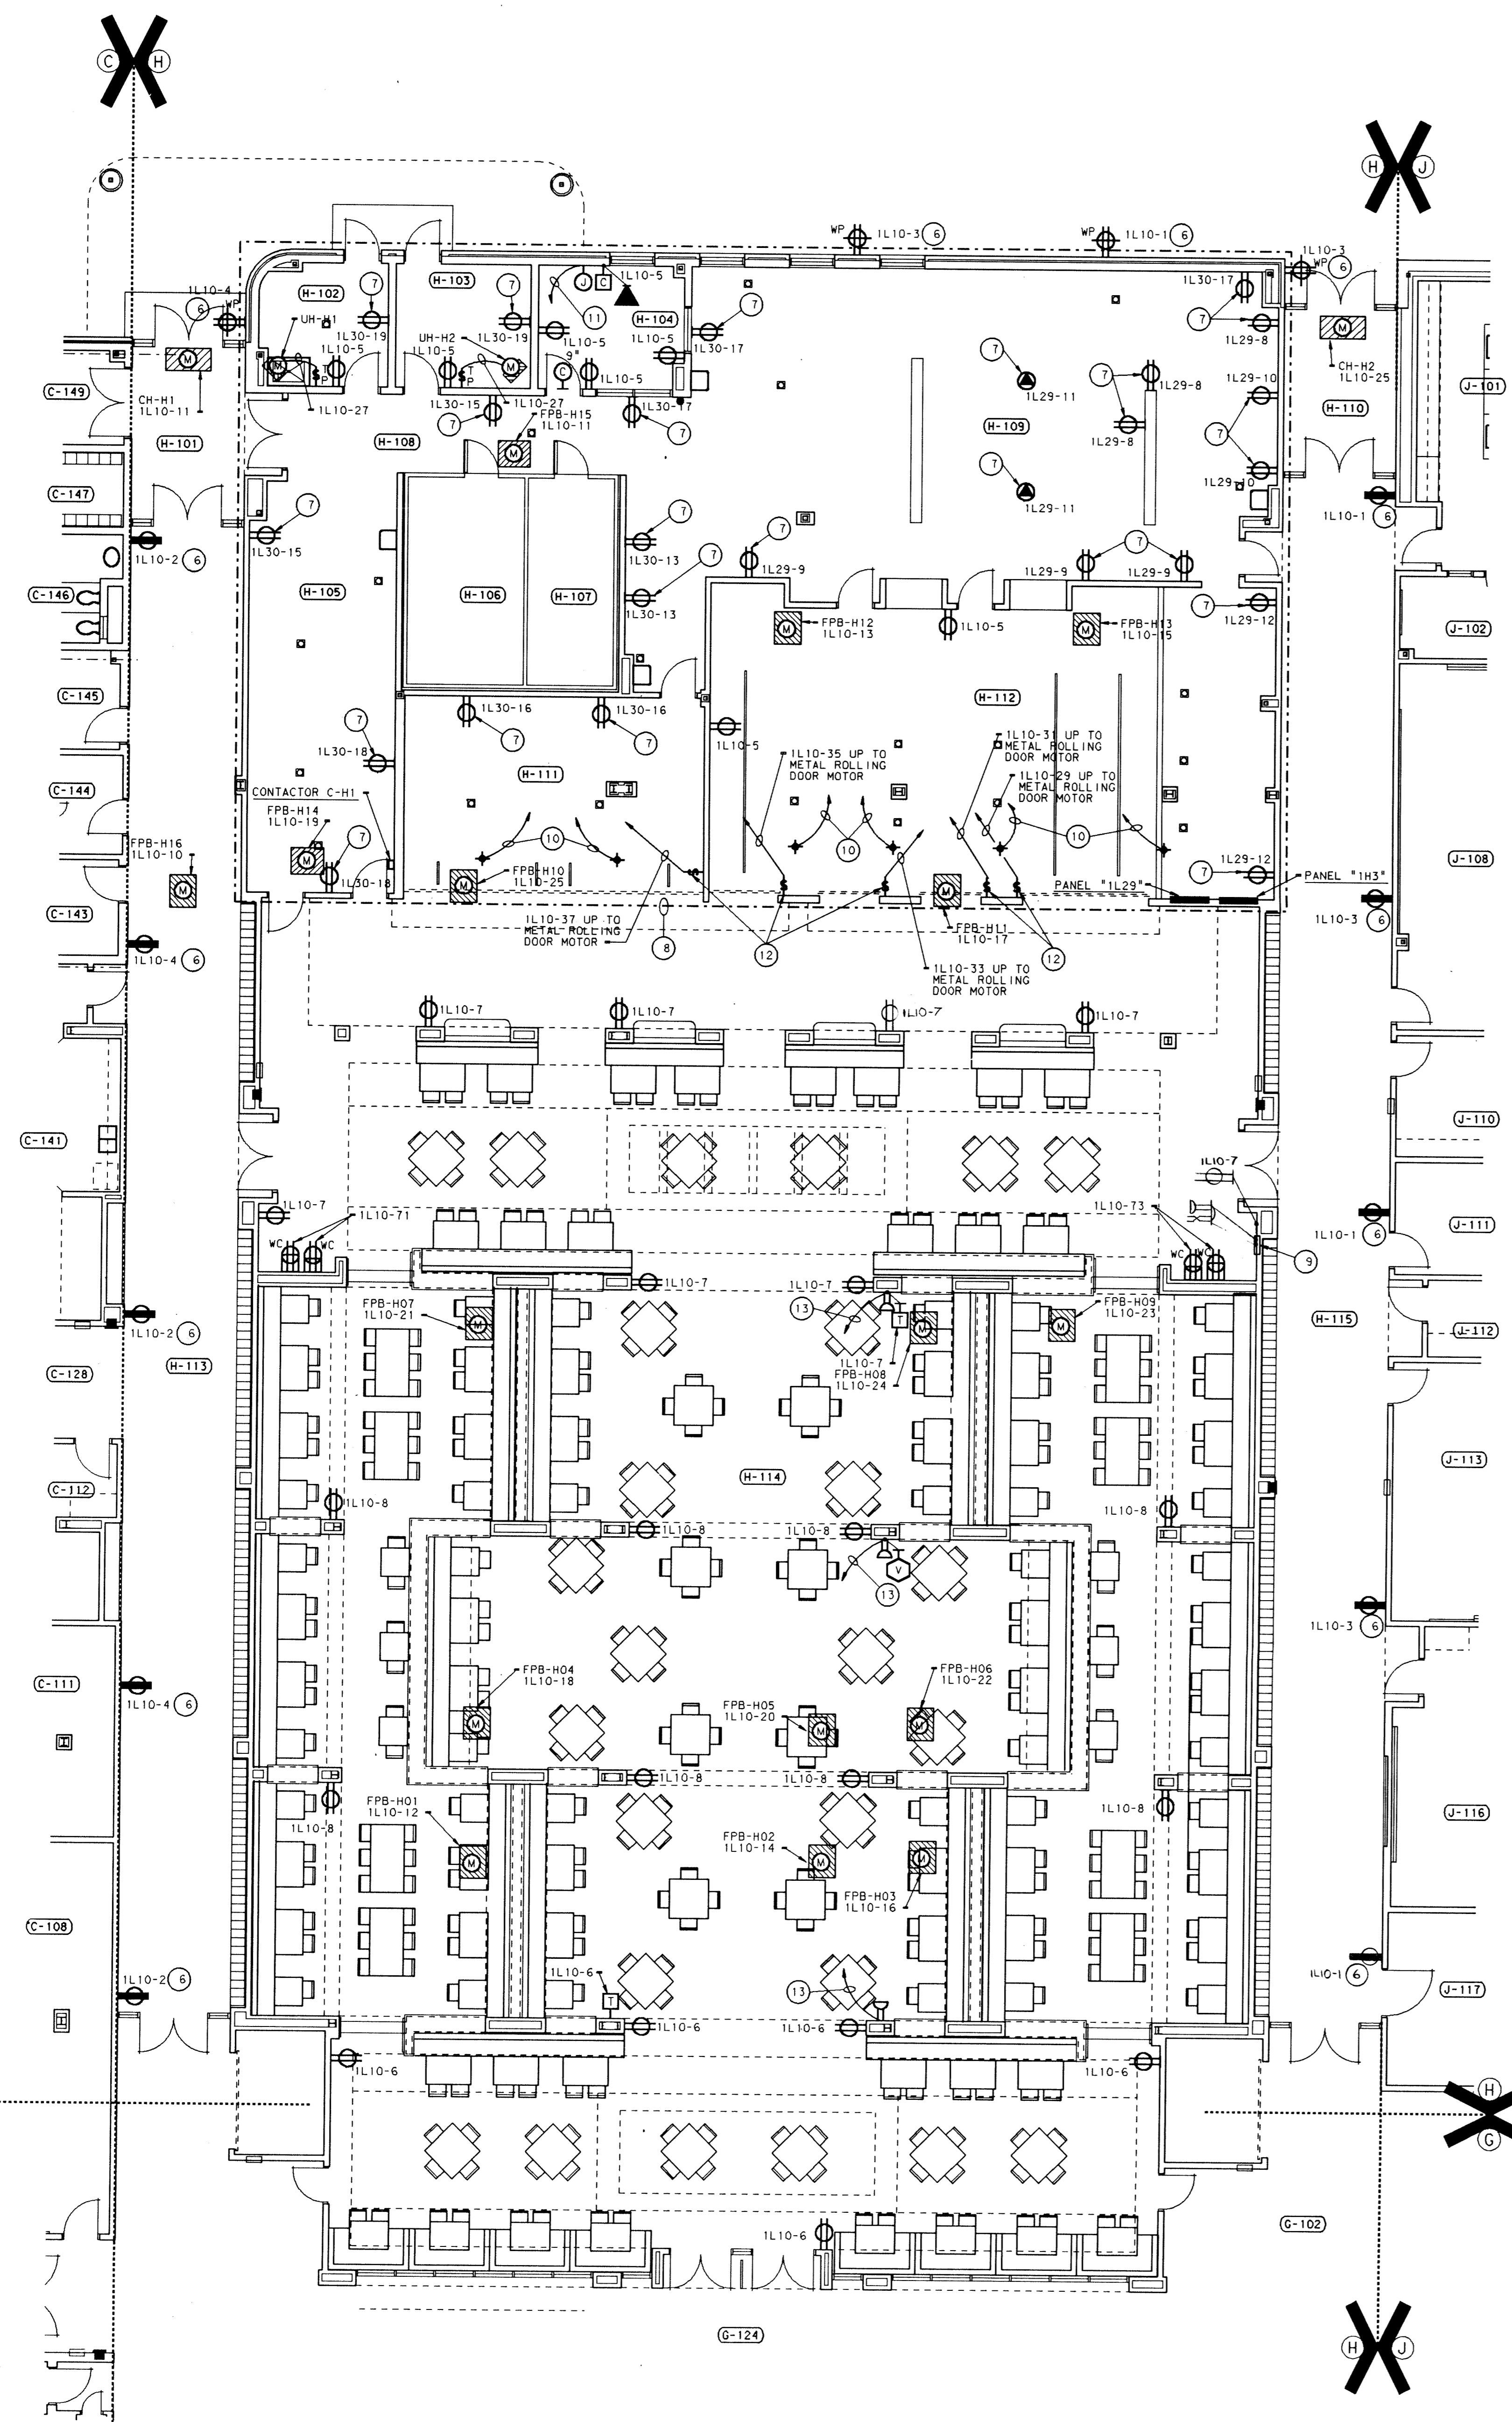 C H
H J
WP 1L10-3 6
WP 1L10-1 6
1L10-3
WP 6
1L10-4
6 WP
H-102
7
H-103
7
1L10-5
J C
11
H-104
7
1L30-17
7
1L29-8
UH-H1
1L30-19
1L10-5
UH-H2
1L30-19
1L10-5
1L10-5
9"
C
1L10-5
1L30-17
M
T
P
T
P
M
1L10-27
1L10-27
1L30-15
7
FPB-H15
1L10-11
M
1L30-17
7
7
1L29-11
7
1L29-8
1L29-8
1L29-10
7
1L29-10
H-109
7
1L29-11
M
CH-H2
1L10-25
H-110
J-101
M
CH-H1
1L10-11
C-149
H-101
H-108
C-147
1L10-2 6
7
1L30-15
7
1L30-13
7
1L30-13
7
1L29-9
7
1L29-9
1L29-9
1L10-1 6
C-146
H-105
H-106
H-107
M
FPB-H12
1L10-13
1L10-5
M
FPB-H13
1L10-15
7
1L29-12
J-102
C-145
1L30-16
7
1L30-16
7
1L10-5
H-112
7
1L30-18
H-111
1L10-35 UP TO
METAL ROLLING
DOOR MOTOR
1L10-31 UP TO
METAL ROLLING
DOOR MOTOR
1L10-29 UP TO
METAL ROLLING
DOOR MOTOR
C-144
CONTACTOR C-H1
FPB-H14
1L10-19
M
7
1L30-18
10
10
10
J-108
FPB-H16
1L10-10
M
M
FPB-H10
1L10-25
M
FPB-H11
1L10-17
7
1L29-12
PANEL "1L29"
PANEL "1H3"
C-143
1L10-3 6
1L10-37 UP TO
METAL ROLLING
DOOR MOTOR
8
12
12
1L10-33 UP TO
METAL ROLLING
DOOR MOTOR
1L10-4 6
1L10-7
1L10-7
1L10-7
1L10-7
C-141
J-110
1L10-7
1L10-7
1L10-71
WC WC
1L10-73
WC WC
9
1L10-1 6
J-111
1L10-7
1L10-7
1L10-2 6
FPB-H07
1L10-21
M
13
T
M
1L10-7
FPB-H08
1L10-24
M
FPB-H09
1L10-23
H-115
J-112
H-113
C-128
H-114
J-113
C-112
1L10-8
1L10-8
1L10-8
1L10-8
V
13
1L10-3 6
C-111
1L10-4 6
FPB-H04
1L10-18
M
FPB-H05
1L10-20
M
FPB-H06
1L10-22
M
1L10-8
1L10-8
FPB-H01
1L10-12
1L10-8
M
FPB-H02
1L10-14
M
FPB-H03
1L10-16
M
1L10-8
J-116
C-108
1L10-2 6
1L10-6
T
13
1L10-1 6
J-117
1L10-6
1L10-6
1L10-6
1L10-6
H
G
1L10-6
G-102
G-124
H J